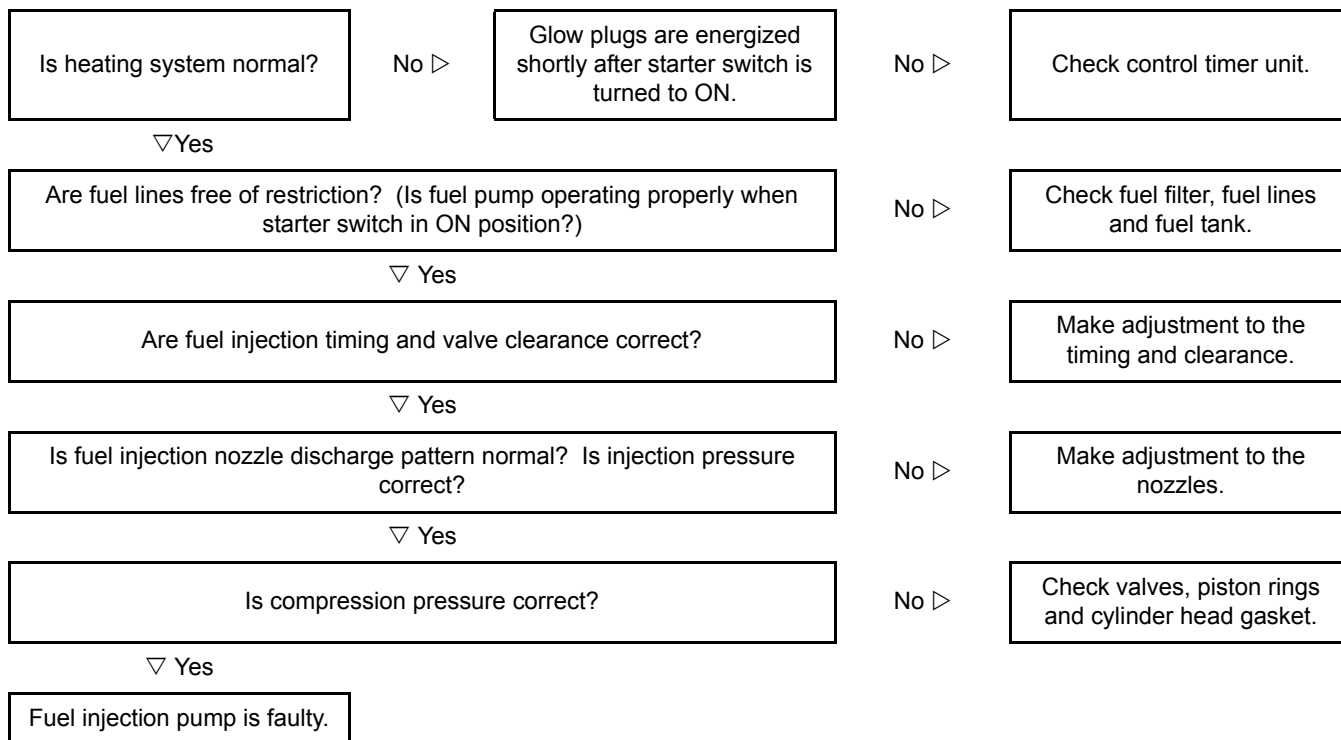 Is heating system normal?
No ▷
Glow plugs are energized
shortly after starter switch is
turned to ON.
No ▷
Check control timer unit.
▽Yes
Are fuel lines free of restriction? (Is fuel pump operating properly when
starter switch in ON position?)
No ▷
Check fuel filter, fuel lines
and fuel tank.
▽ Yes
Are fuel injection timing and valve clearance correct?
No ▷
Make adjustment to the
timing and clearance.
▽ Yes
Is fuel injection nozzle discharge pattern normal? Is injection pressure
correct?
No ▷
Make adjustment to the
nozzles.
▽ Yes
Is compression pressure correct?
No ▷
Check valves, piston rings
and cylinder head gasket.
▽ Yes
Fuel injection pump is faulty.